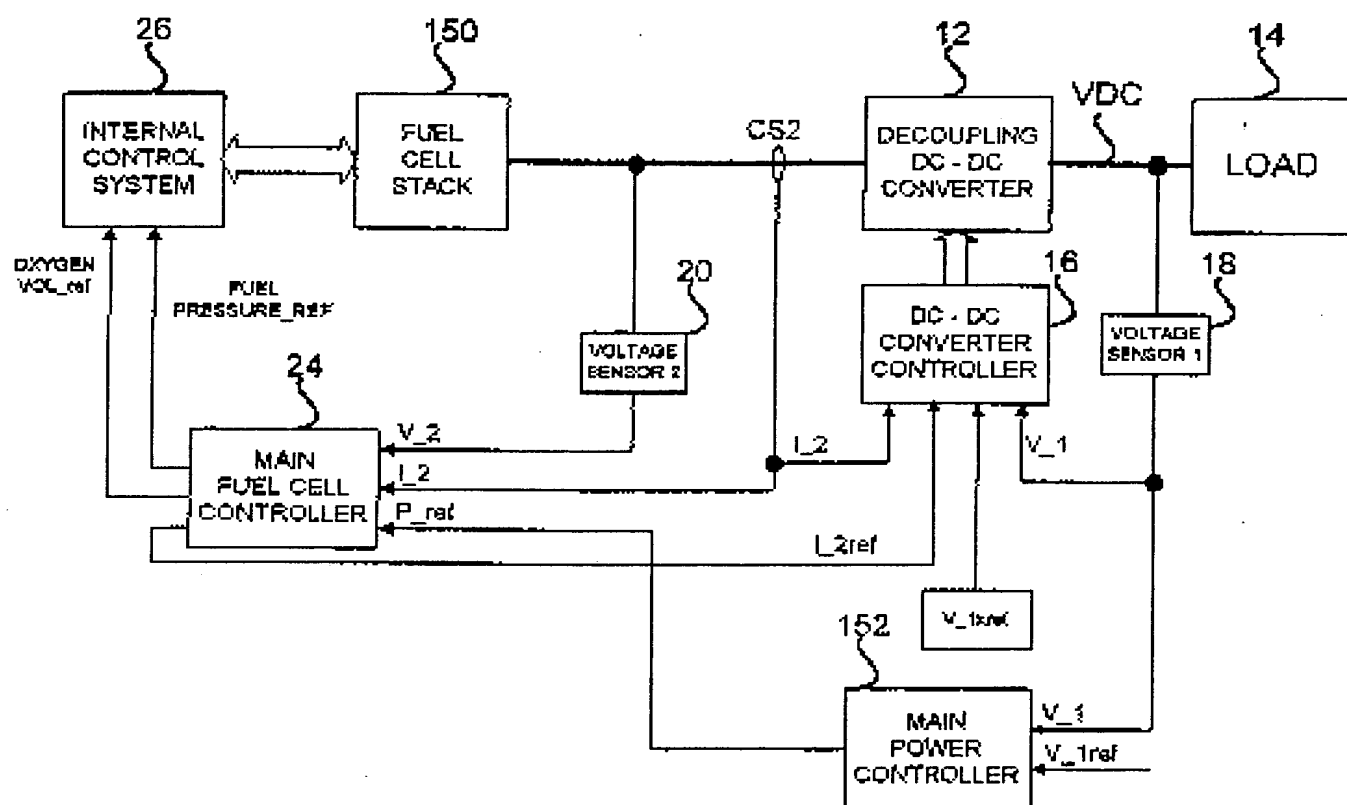 26
150
12
14
INTERNAL
CONTROL
SYSTEM
FUEL
CELL
STACK
CS2
DECOUPLING
DC - DC
CONVERTER
VDC
LOAD
OXYGEN
VOL_ref
FUEL
PRESSURE_REF
20
VOLTAGE
SENSOR 2
16
DC - DC
CONVERTER
CONTROLLER
18
VOLTAGE
SENSOR 1
24
MAIN
FUEL CELL
CONTROLLER
V_2
I_2
P_ref
I_2
V_1
I_2ref
V_1xref
152
MAIN
POWER
CONTROLLER
V_1
V_1ref